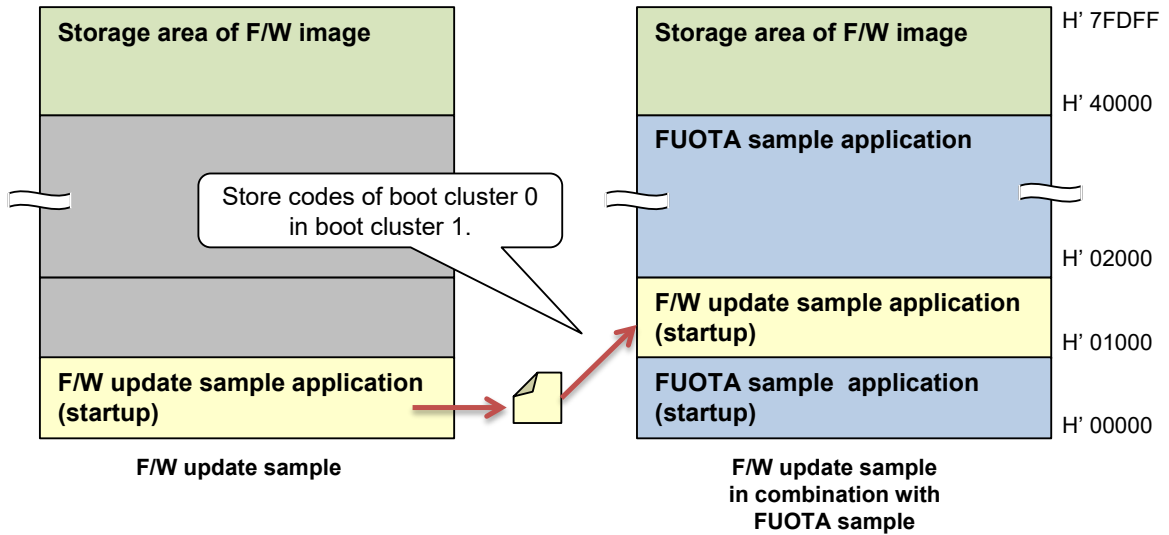 Storage area of F/W image
Storage area of F/W image
H’ 7FDFF
H’ 40000
FUOTA sample application
Store codes of boot cluster 0
in boot cluster 1.
H’ 02000
F/W update sample application
(startup)
H’ 01000
F/W update sample application
(startup)
FUOTA sample  application
(startup)
H’ 00000
F/W update sample
F/W update sample
in combination with
FUOTA sample